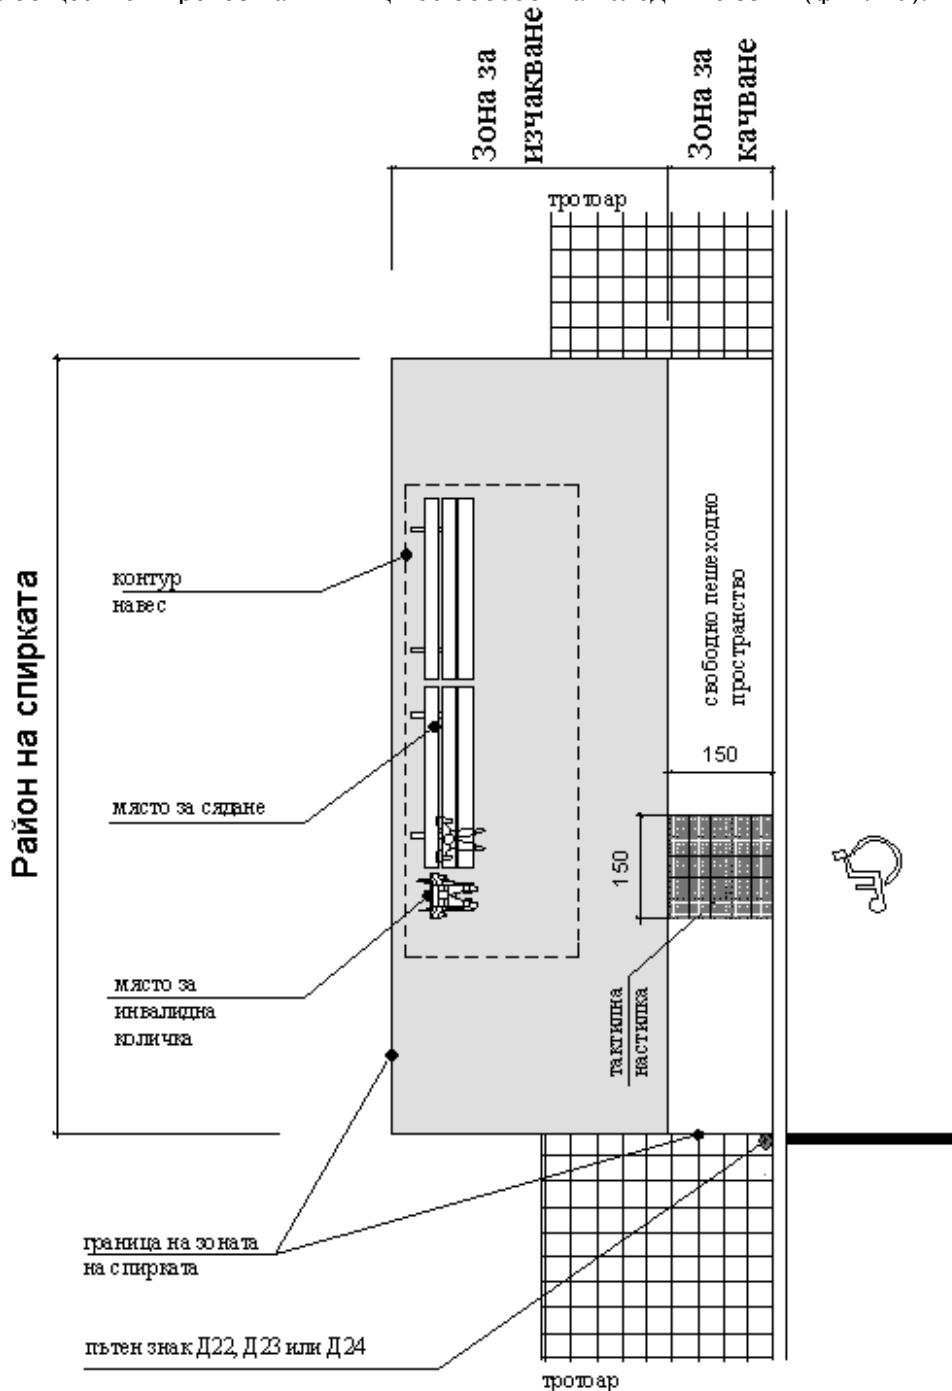 Зона за
изчакване
Зона за
качване
тротоар
Район на спирката
контур
навес
свободно пешеходно
пространство
150
място за сядане
150
място за
инвалидна
количка
тактилна
настилка
граница на зоната
на спирката
пътен знак Д22, Д23 или Д24
тротоар